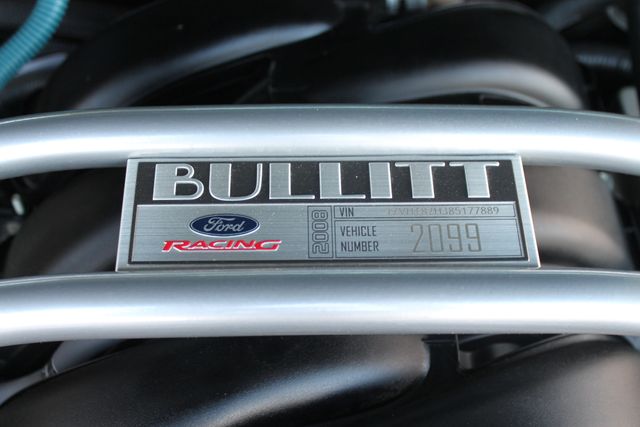 BULLITT
Ford
RACING
2008
VIN
VEHICLE
NUMBER
2099